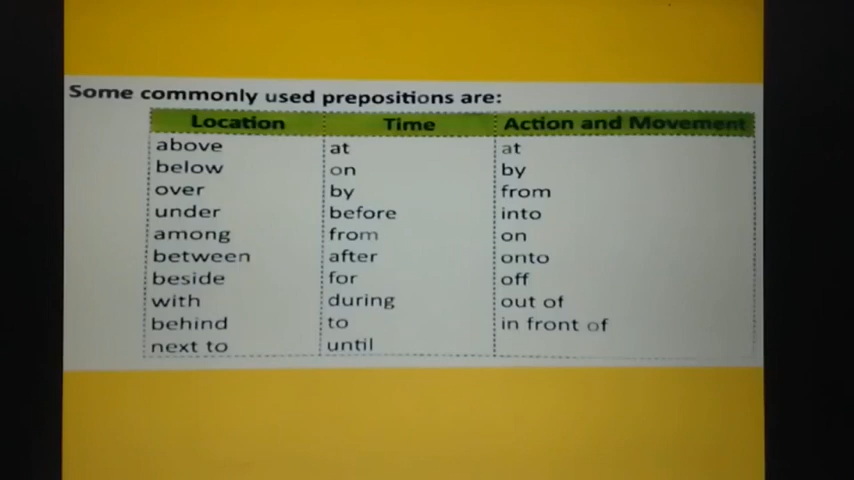 Some commonly used prepositions are:
Location Time Action and Movement
above at at
below on by
over by from
under before into
among from on
between after onto
beside for off
with during out of
behind to in front of
next to until